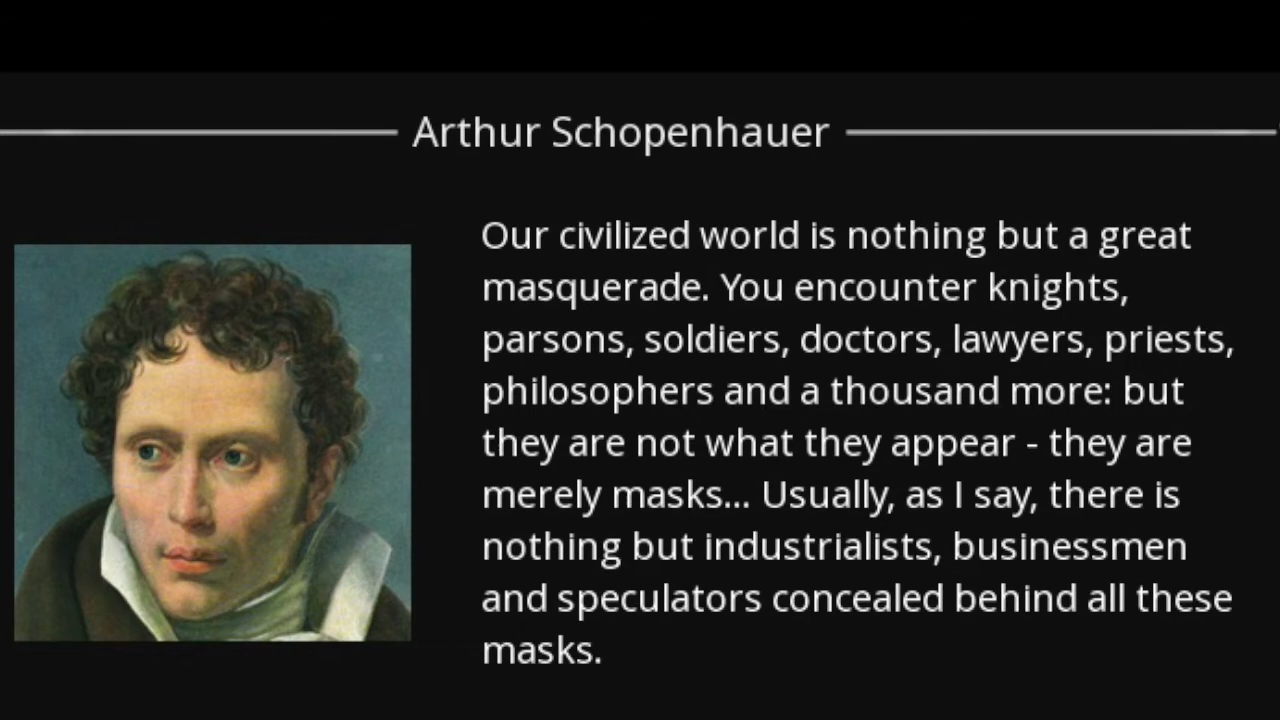 Arthur Schopenhauer
Our civilized world is nothing but a great
masquerade. You encounter knights,
parsons, soldiers, doctors, lawyers, priests,
philosophers and a thousand more: but
they are not what they appear - they are
merely masks... Usually, as I say, there is
nothing but industrialists, businessmen
and speculators concealed behind all these
masks.